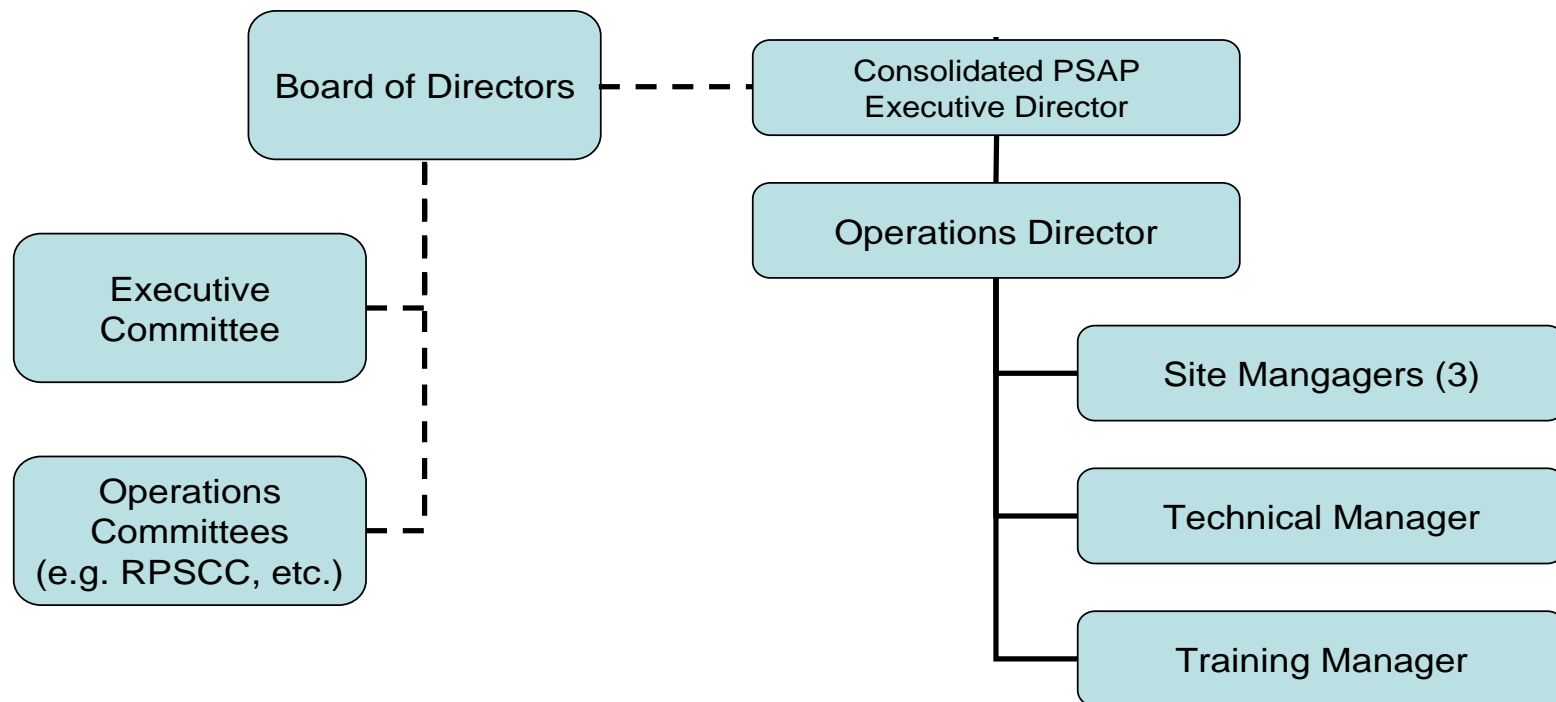 Board of Directors
Consolidated PSAP
Executive Director
Operations Director
Executive
Committee
Site Mangagers (3)
Operations
Committees
(e.g. RPSCC, etc.)
Technical Manager
Training Manager